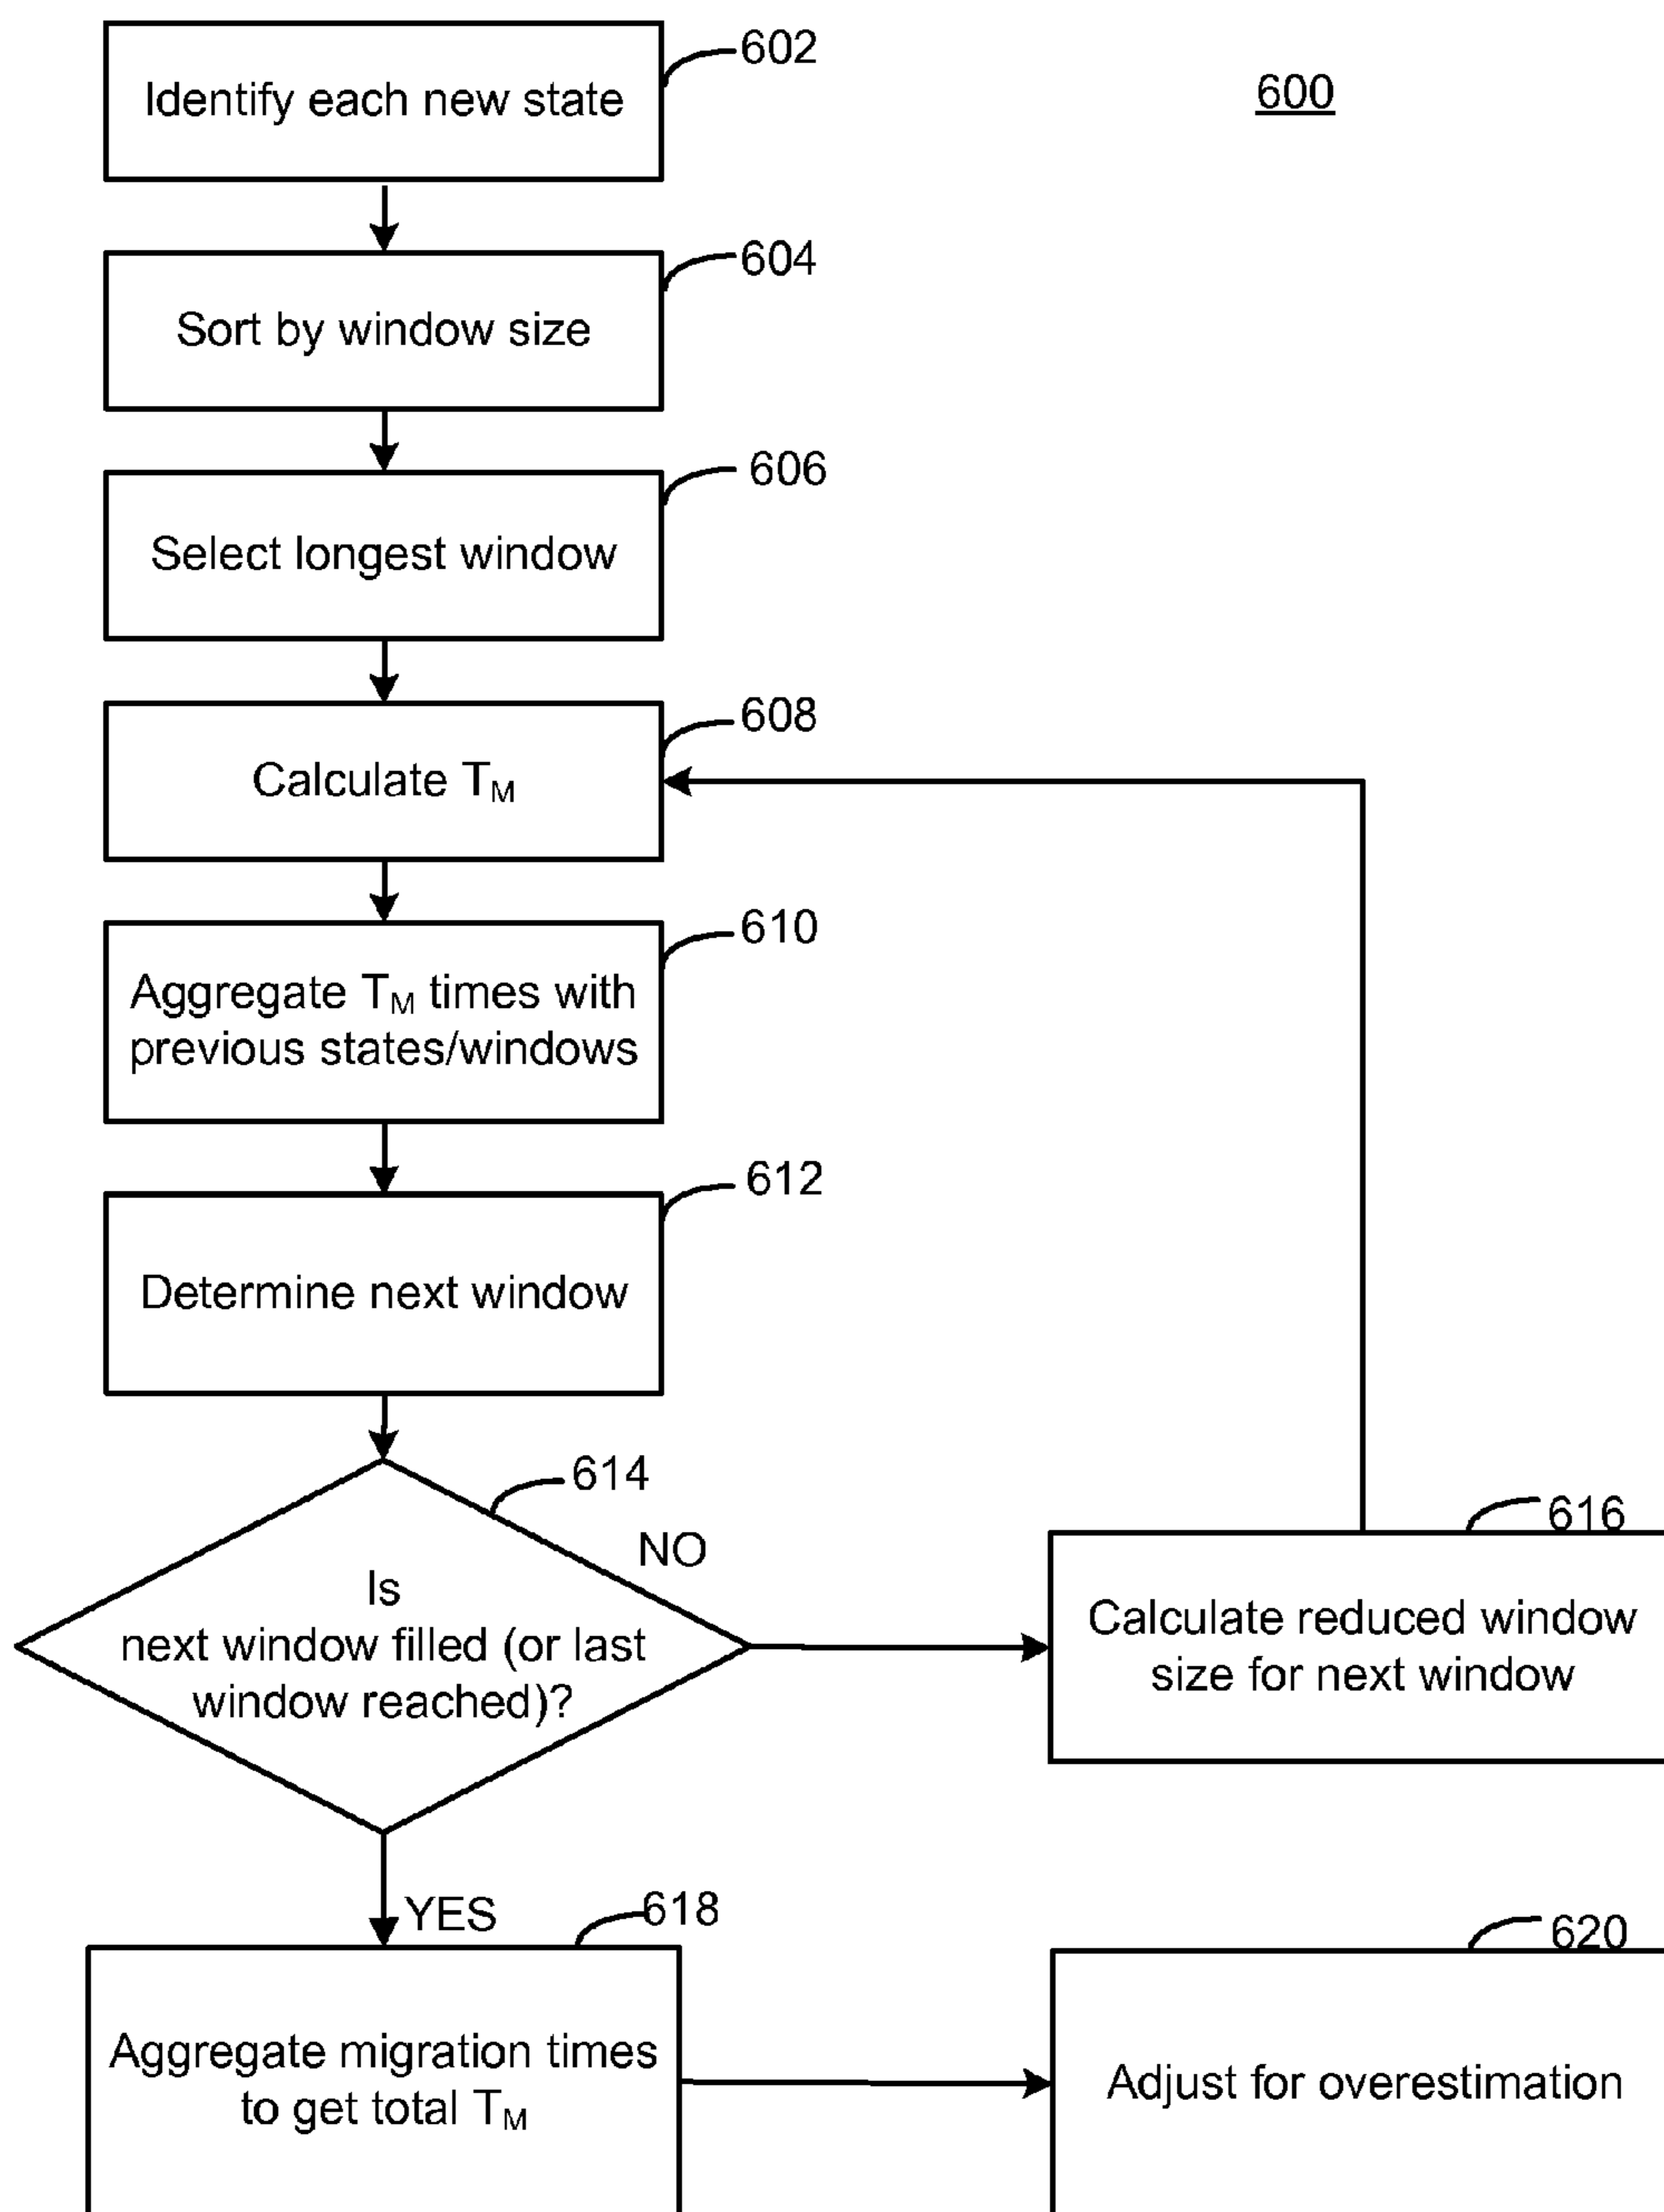 602
Identify each new state
600
604
Sort by window size
606
Select longest window
608
Calculate TM
610
Aggregate TM times with
previous states/windows
612
Determine next window
614
NO
Is
next window filled (or last
window reached)?
616
Calculate reduced window
size for next window
YES
618
Aggregate migration times
to get total TM
620
Adjust for overestimation